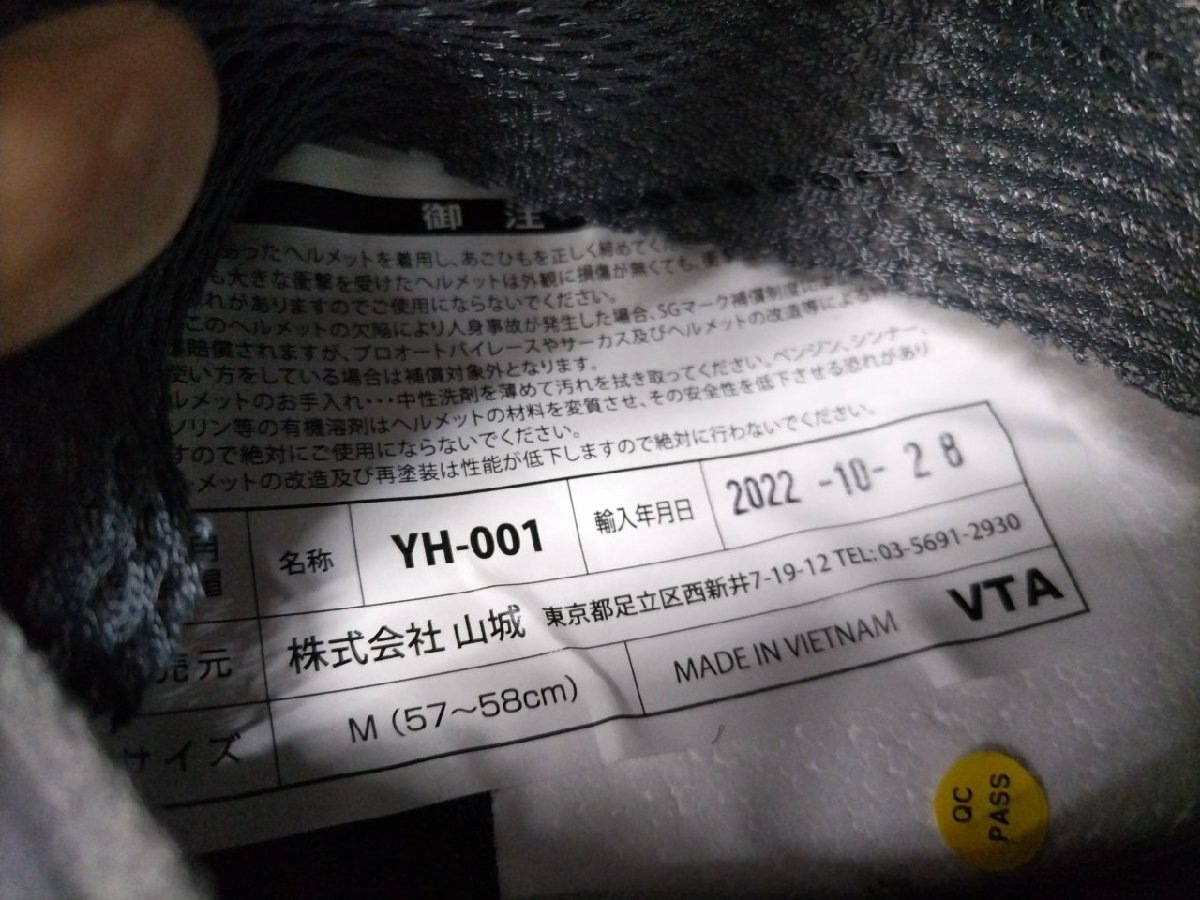 御 注
あったヘルメットを着用し、あごひもを正しく締めてくだ
も大きな衝撃を受けたヘルメットは外観に損傷が無くても、
れがありますのでご使用にならないでください。
このヘルメットの欠陥により人身事故が発生した場合、SGマーク補償制度によ
賠償されますが、プロオートバイレースやサーカス及びヘルメットの改造等による
使い方をしている場合は補償対象外となります。
ルメットのお手入れ・・・中性洗剤を薄めて汚れを拭き取ってください。ベンジン、シンナー、
ソリン等の有機溶剤はヘルメットの材料を変質させ、その安全性を低下させる恐れがあり
すので絶対にご使用にならないでください。
メットの改造及び再塗装は性能が低下しますので絶対に行わないでください。
月 名称 YH-001 輸入年月日 2022 -10- 28
売元 株式会社 山城 東京都足立区西新井7-19-12 TEL:03-5691-2930
サイズ M (57〜58cm) MADE IN VIETNAM VTA
QC
PASS